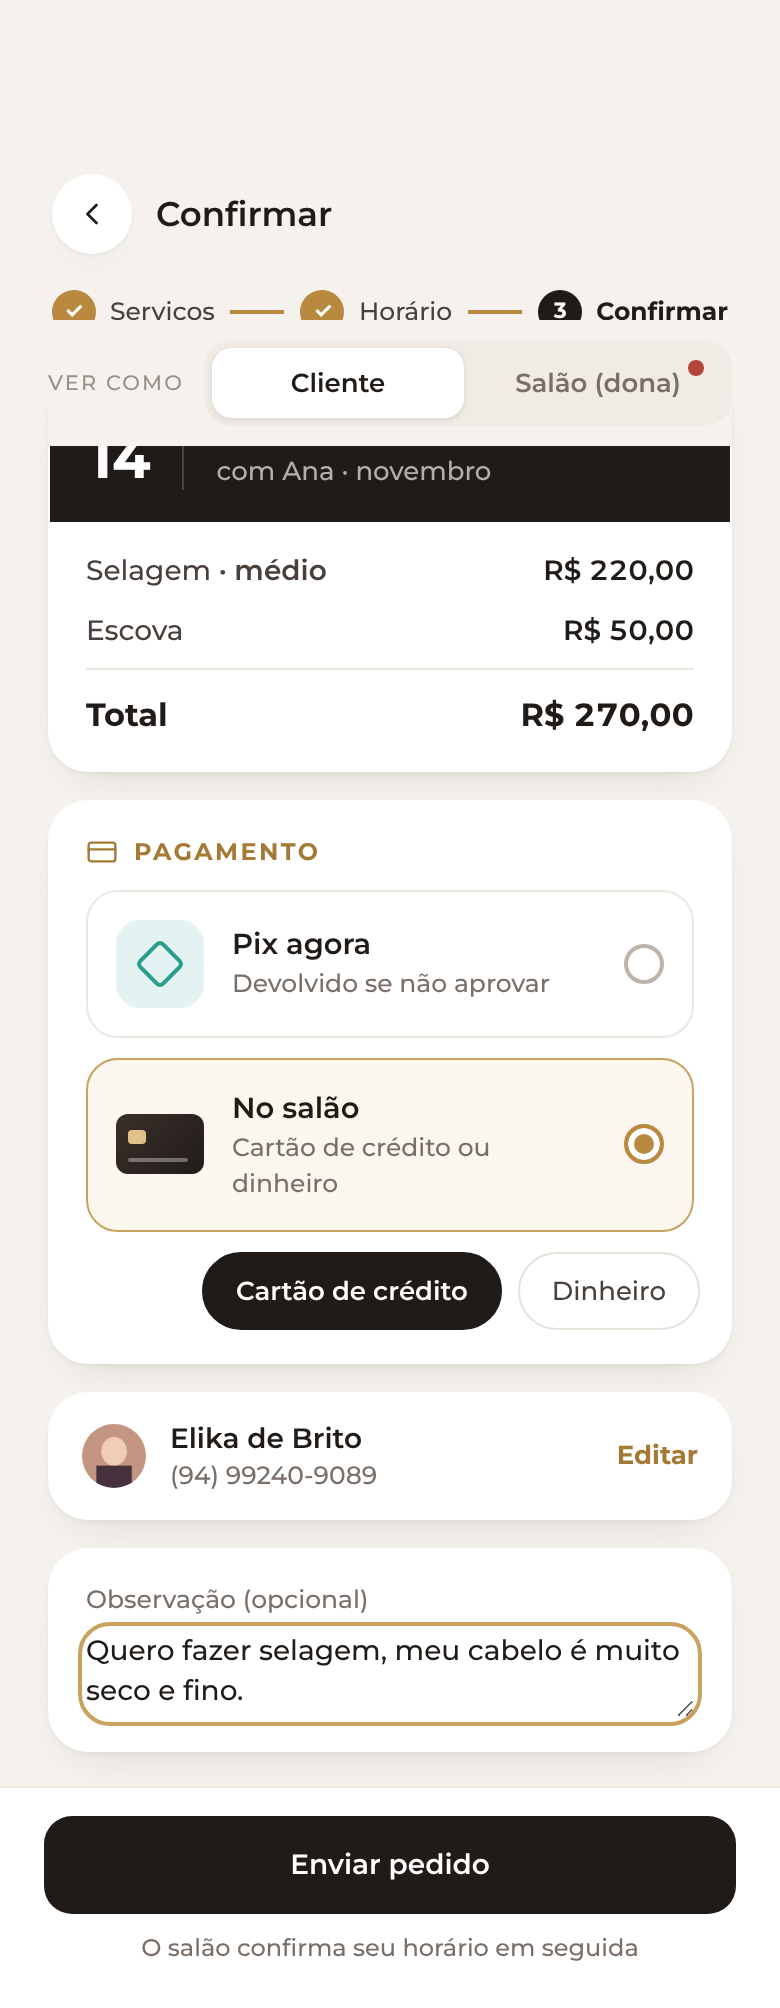 Confirmar
Servicos
Horário
3
Confirmar
VER COMO
Cliente
Salão (dona)
14
com Ana · novembro
Selagem · médio
R$ 220,00
Escova
R$ 50,00
Total
R$ 270,00
PAGAMENTO
Pix agora
Devolvido se não aprovar
No salão
Cartão de crédito ou
dinheiro
Cartão de crédito
Dinheiro
Elika de Brito
(94) 99240-9089
Editar
Observação (opcional)
Quero fazer selagem, meu cabelo é muito
seco e fino.
Enviar pedido
O salão confirma seu horário em seguida